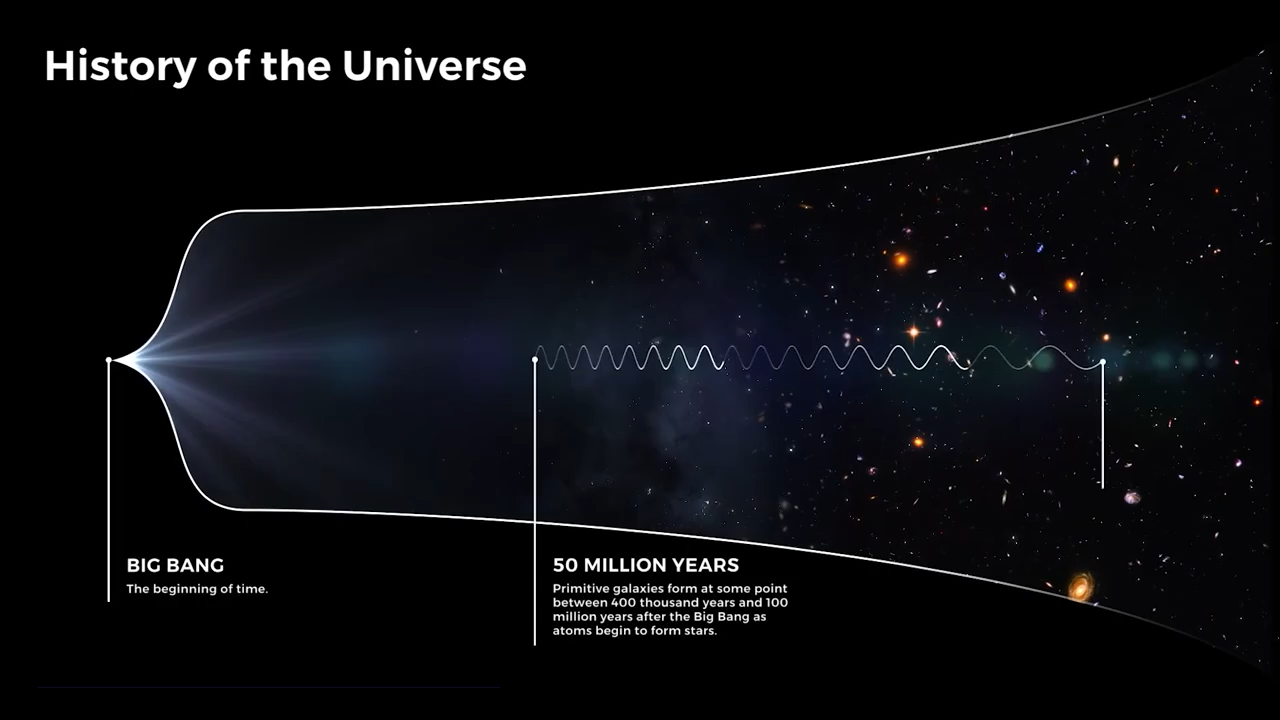 History of the Universe
BIG BANG
The beginning of time.
50 MILLION YEARS
Primitive galaxies form at some point
between 400 thousand years and 100
million years after the Big Bang as
atoms begin to form stars.